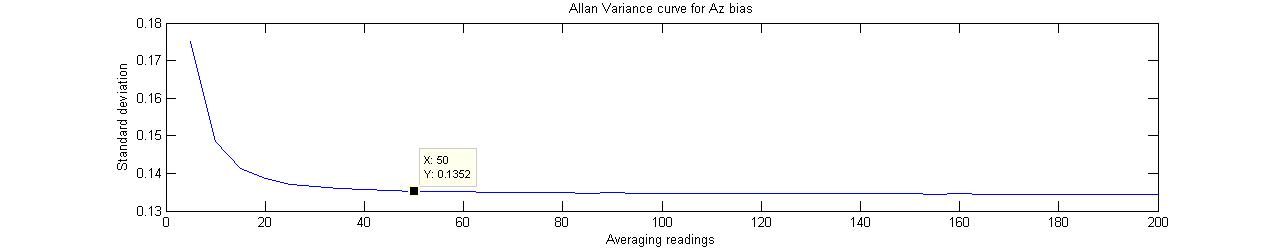 Allan Variance curve for Az bias
Standard deviation
0.18
0.17
0.16
0.15
0.14
0.13
X: 50
Y: 0.1352
0 20 40 60 80 100 120 140 160 180 200
Averaging readings